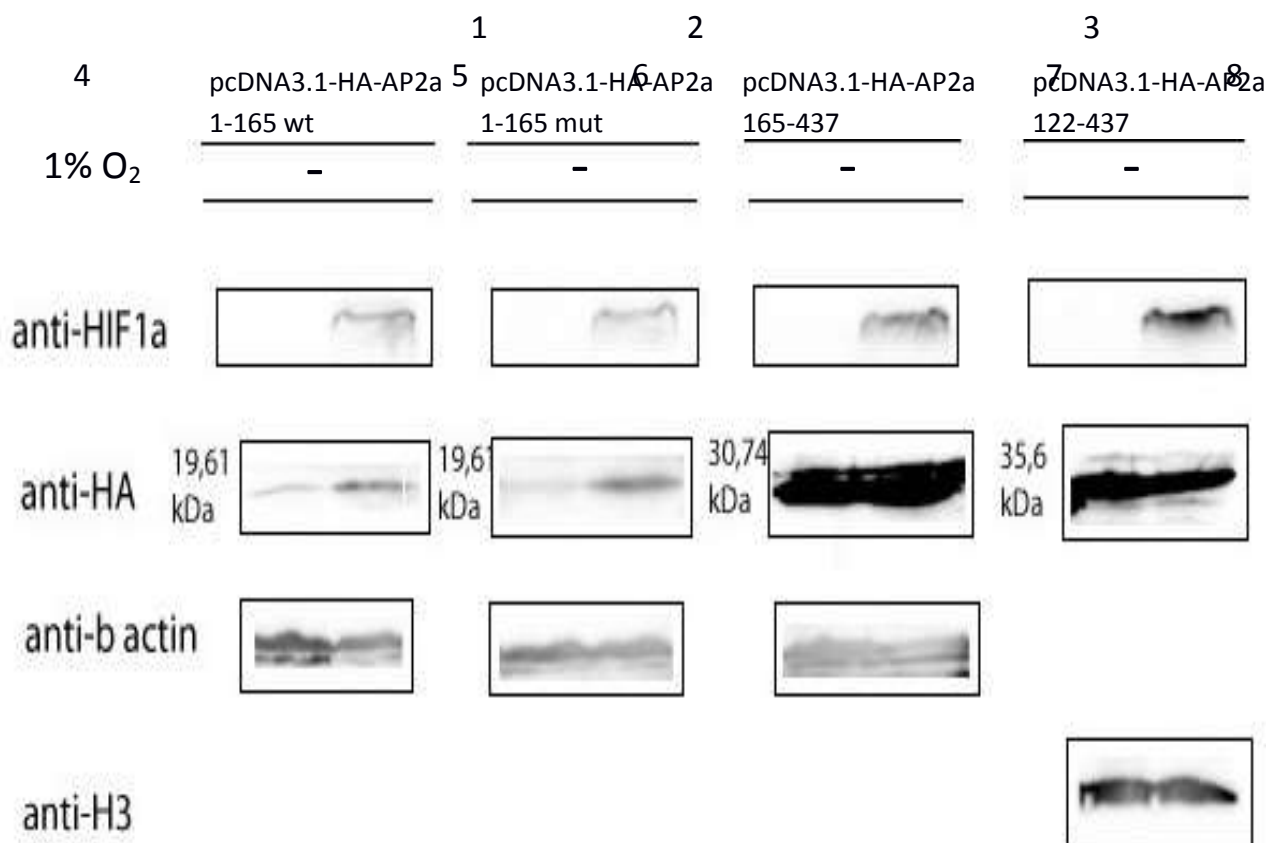 1 2 3
4 5 6 7 8
pcDNA3.1-HA-AP2a pcDNA3.1-HA-AP2a pcDNA3.1-HA-AP2a pcDNA3.1-HA-AP2a
1-165 wt 1-165 mut 165-437 122-437
1% O₂ - - - -
anti-HIF1a
19,61 19,61 30,74 35,6
anti-HA kDa kDa kDa kDa
anti-b actin
anti-H3